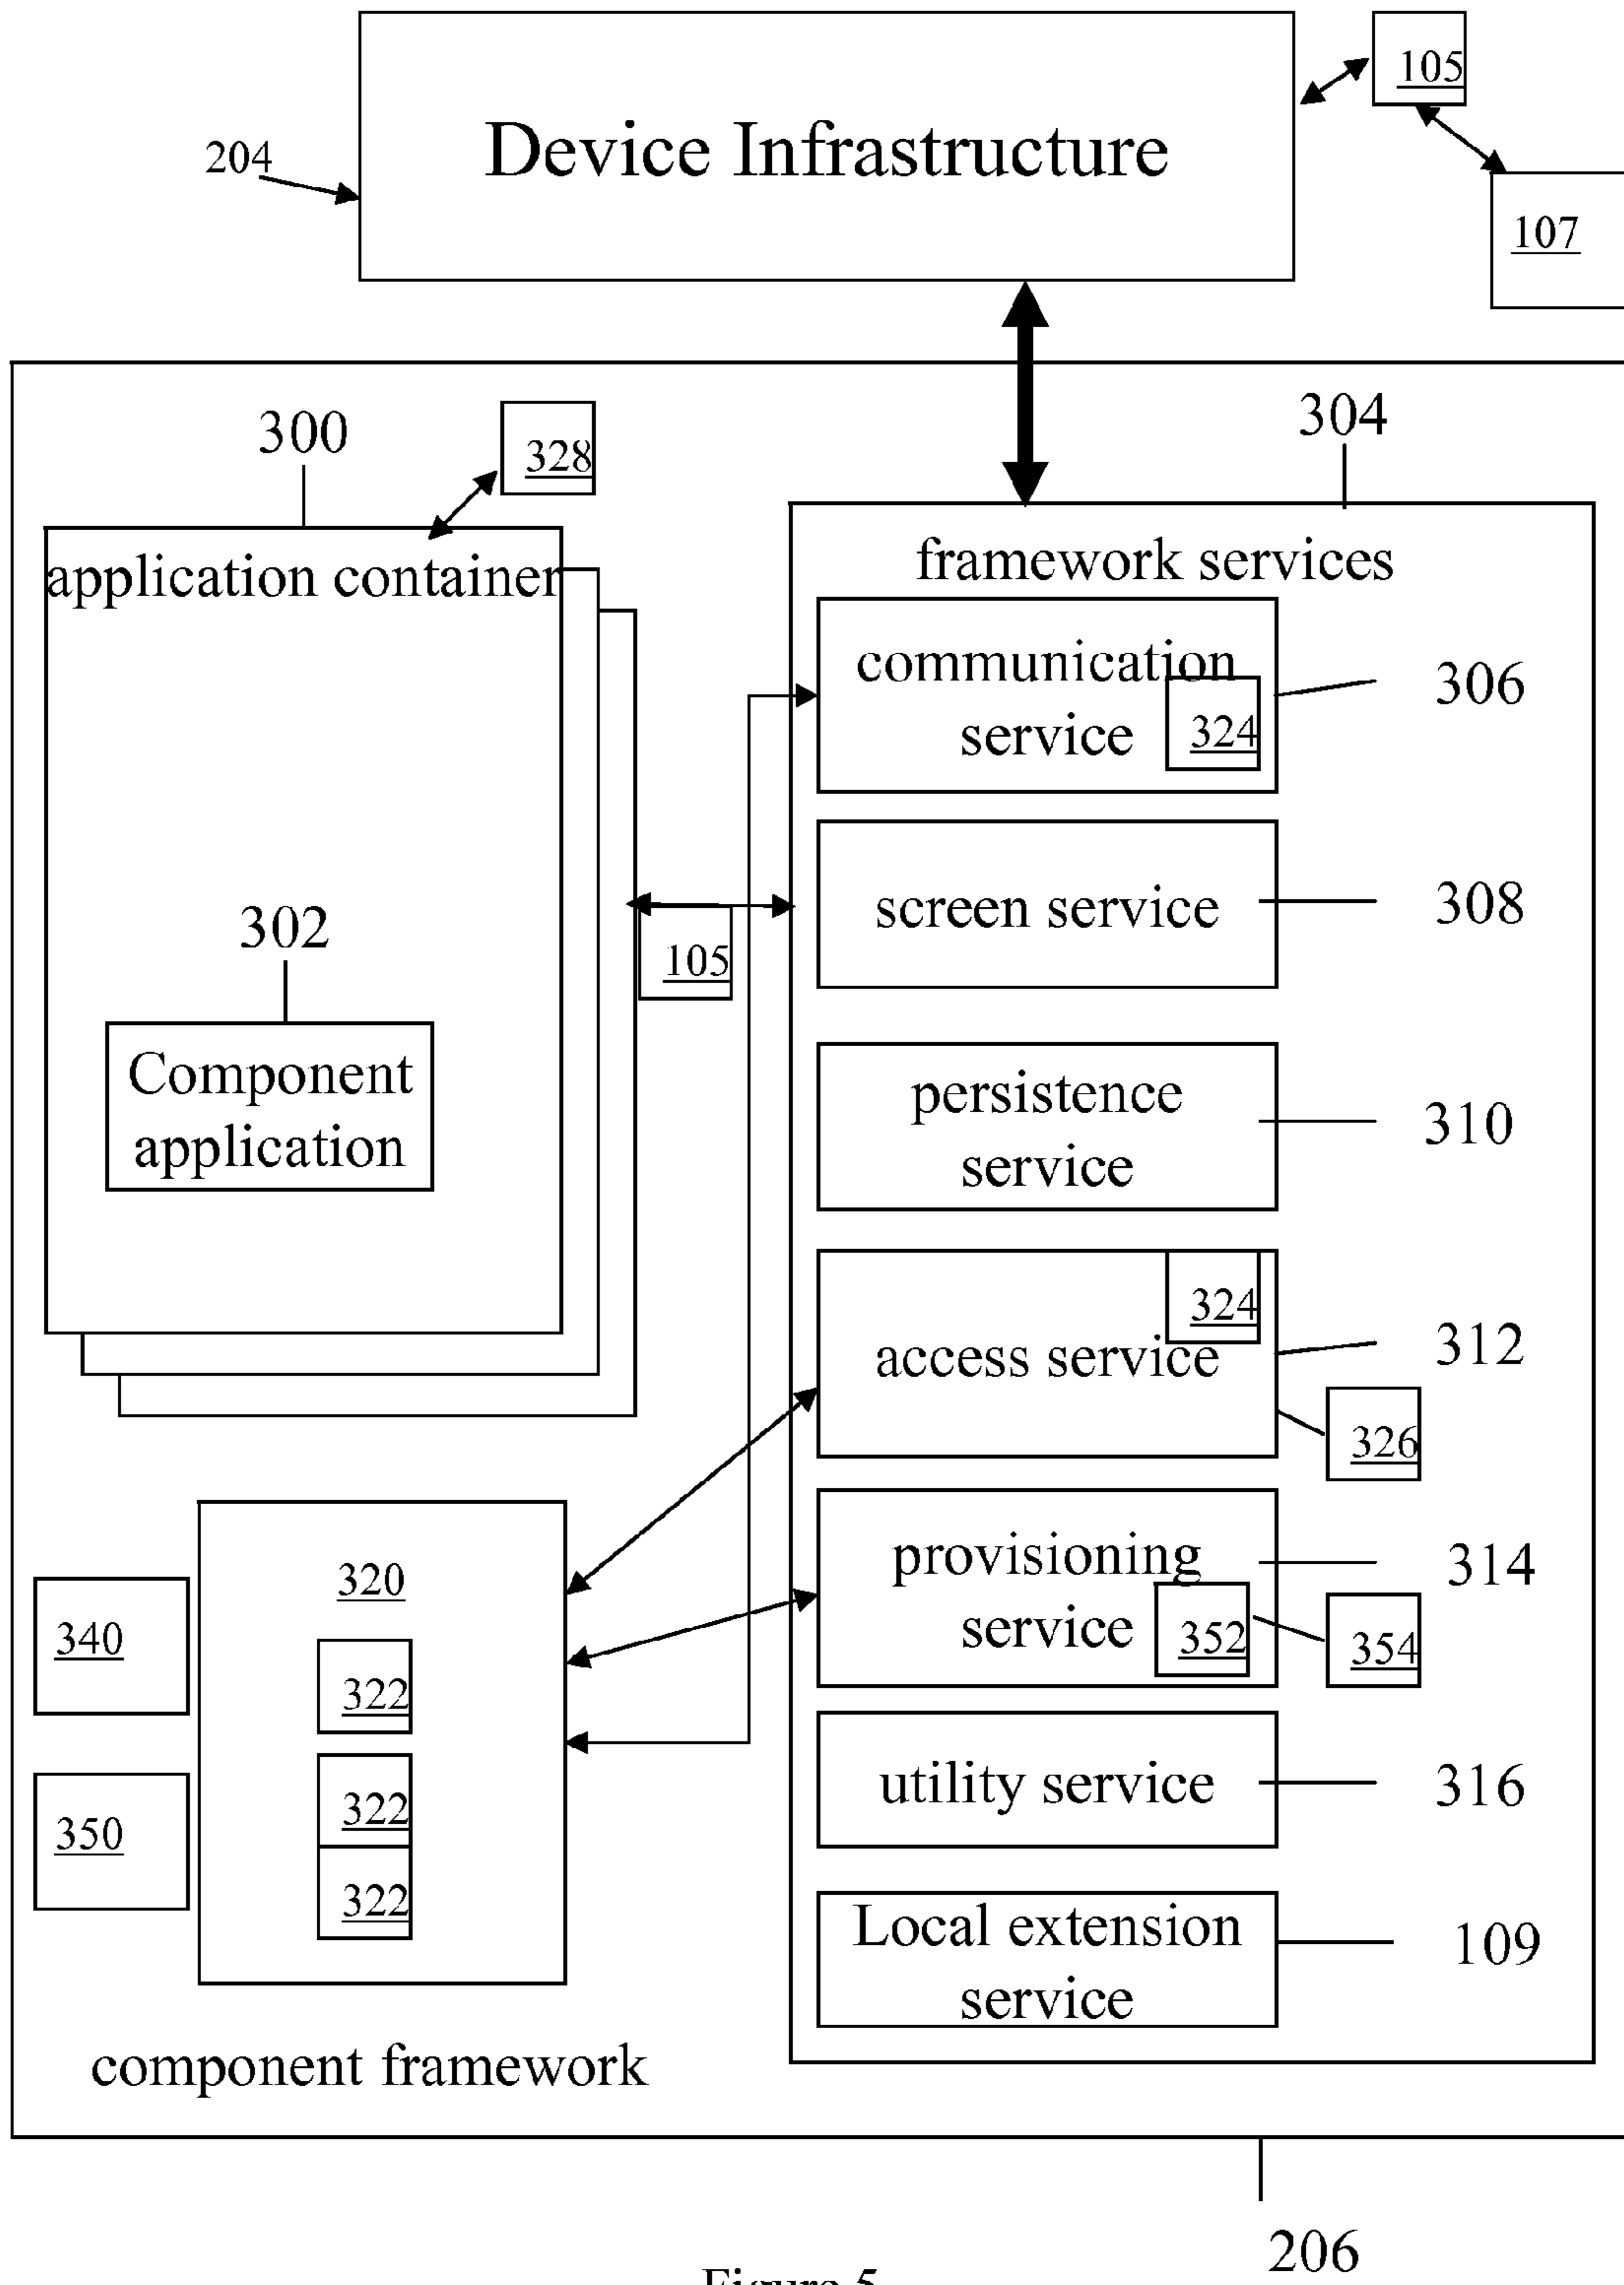 Device Infrastructure
105
204
107
300
328
304
application container
framework services
communication
service
324
306
302
105
screen service
308
Component
application
persistence
service
310
324
access service
312
326
320
322
322
322
340
350
provisioning
service
352
314
354
utility service
316
Local extension
service
109
component framework
206
Figure 5